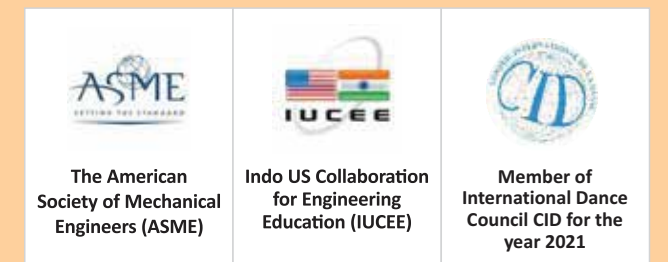 ASME
SETTING THE STANDARD
The American
Society of Mechanical
Engineers (ASME)
IUCEE
Indo US Collaboration
for Engineering
Education (IUCEE)
CID
Member of
International Dance
Council CID for the
year 2021